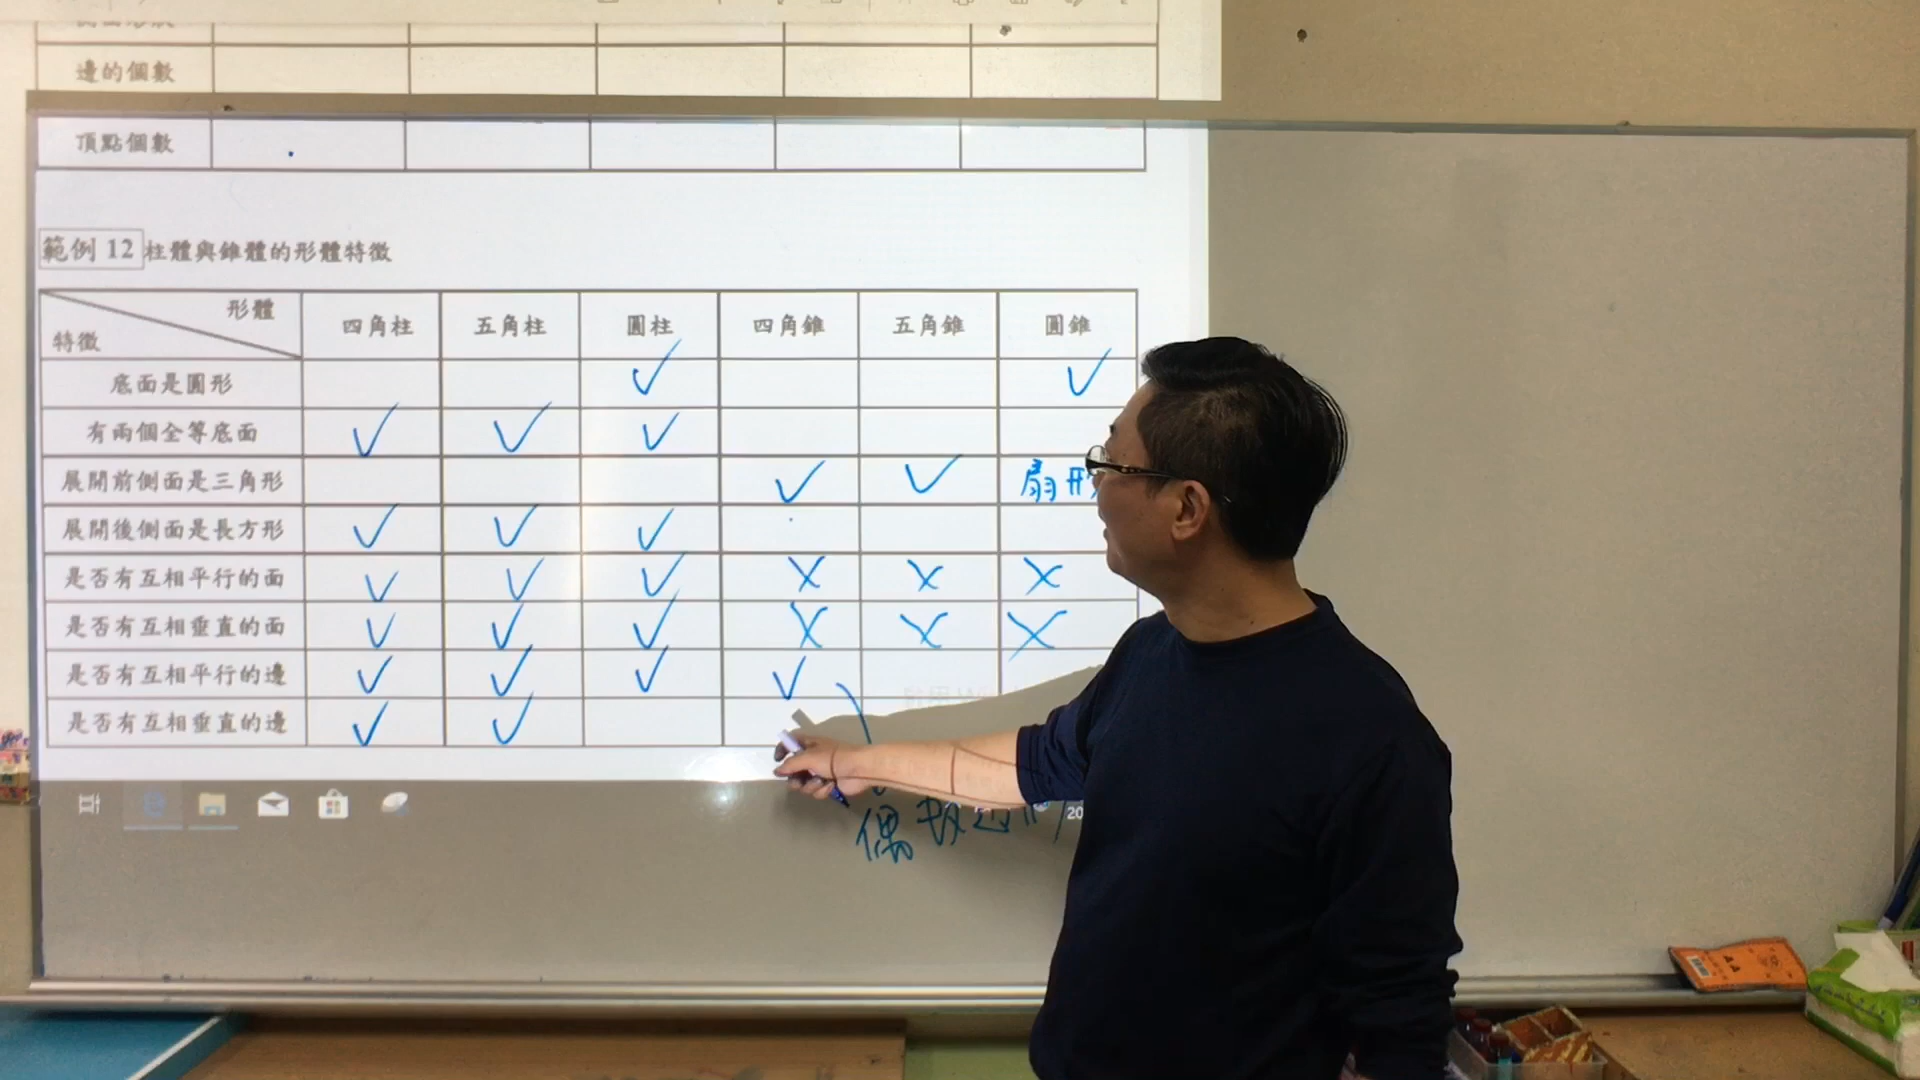 邊的個數
頂點個數
範例 12 柱體與錐體的形體特徵
形體 特徵 四角柱 五角柱 圓柱 四角錐 五角錐 圓錐
底面是圓形 ✓ ✓
有兩個全等底面 ✓ ✓ ✓
展開前側面是三角形 ✓ ✓ 扇形
展開後側面是長方形 ✓ ✓ ✓
是否有互相平行的面 ✓ ✓ ✓ X X X
是否有互相垂直的面 ✓ ✓ ✓ X X X
是否有互相平行的邊 ✓ ✓ ✓ ✓
是否有互相垂直的邊 ✓ ✓
偶數邊
20